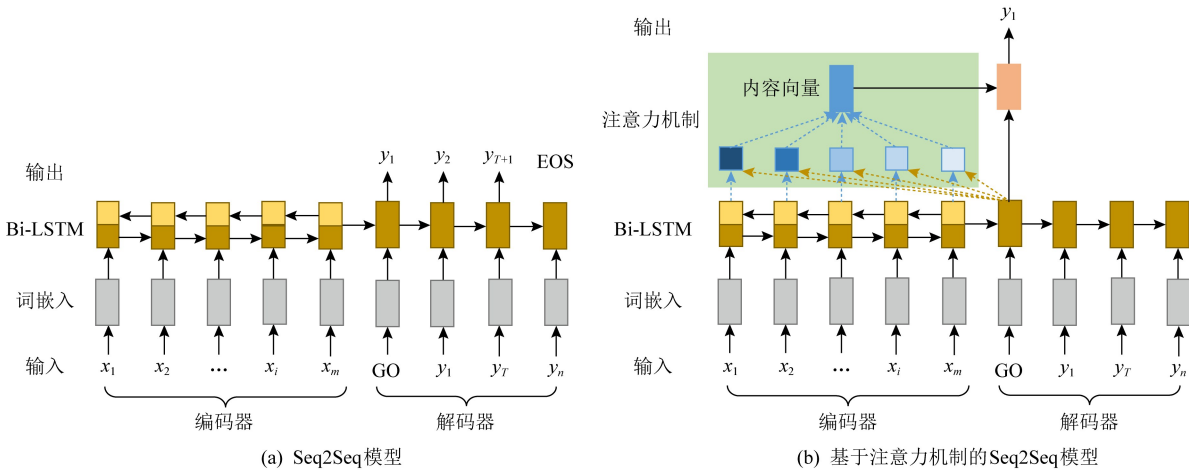 输出 y1 y2 yT+1 EOS
Bi-LSTM
词嵌入
输入 x1 x2 ... xi xm GO y1 yT yn
编码器 解码器
(a) Seq2Seq模型
输出 y1
内容向量
注意力机制
Bi-LSTM
词嵌入
输入 x1 x2 ... xi xm GO y1 yT yn
编码器 解码器
(b) 基于注意力机制的Seq2Seq模型